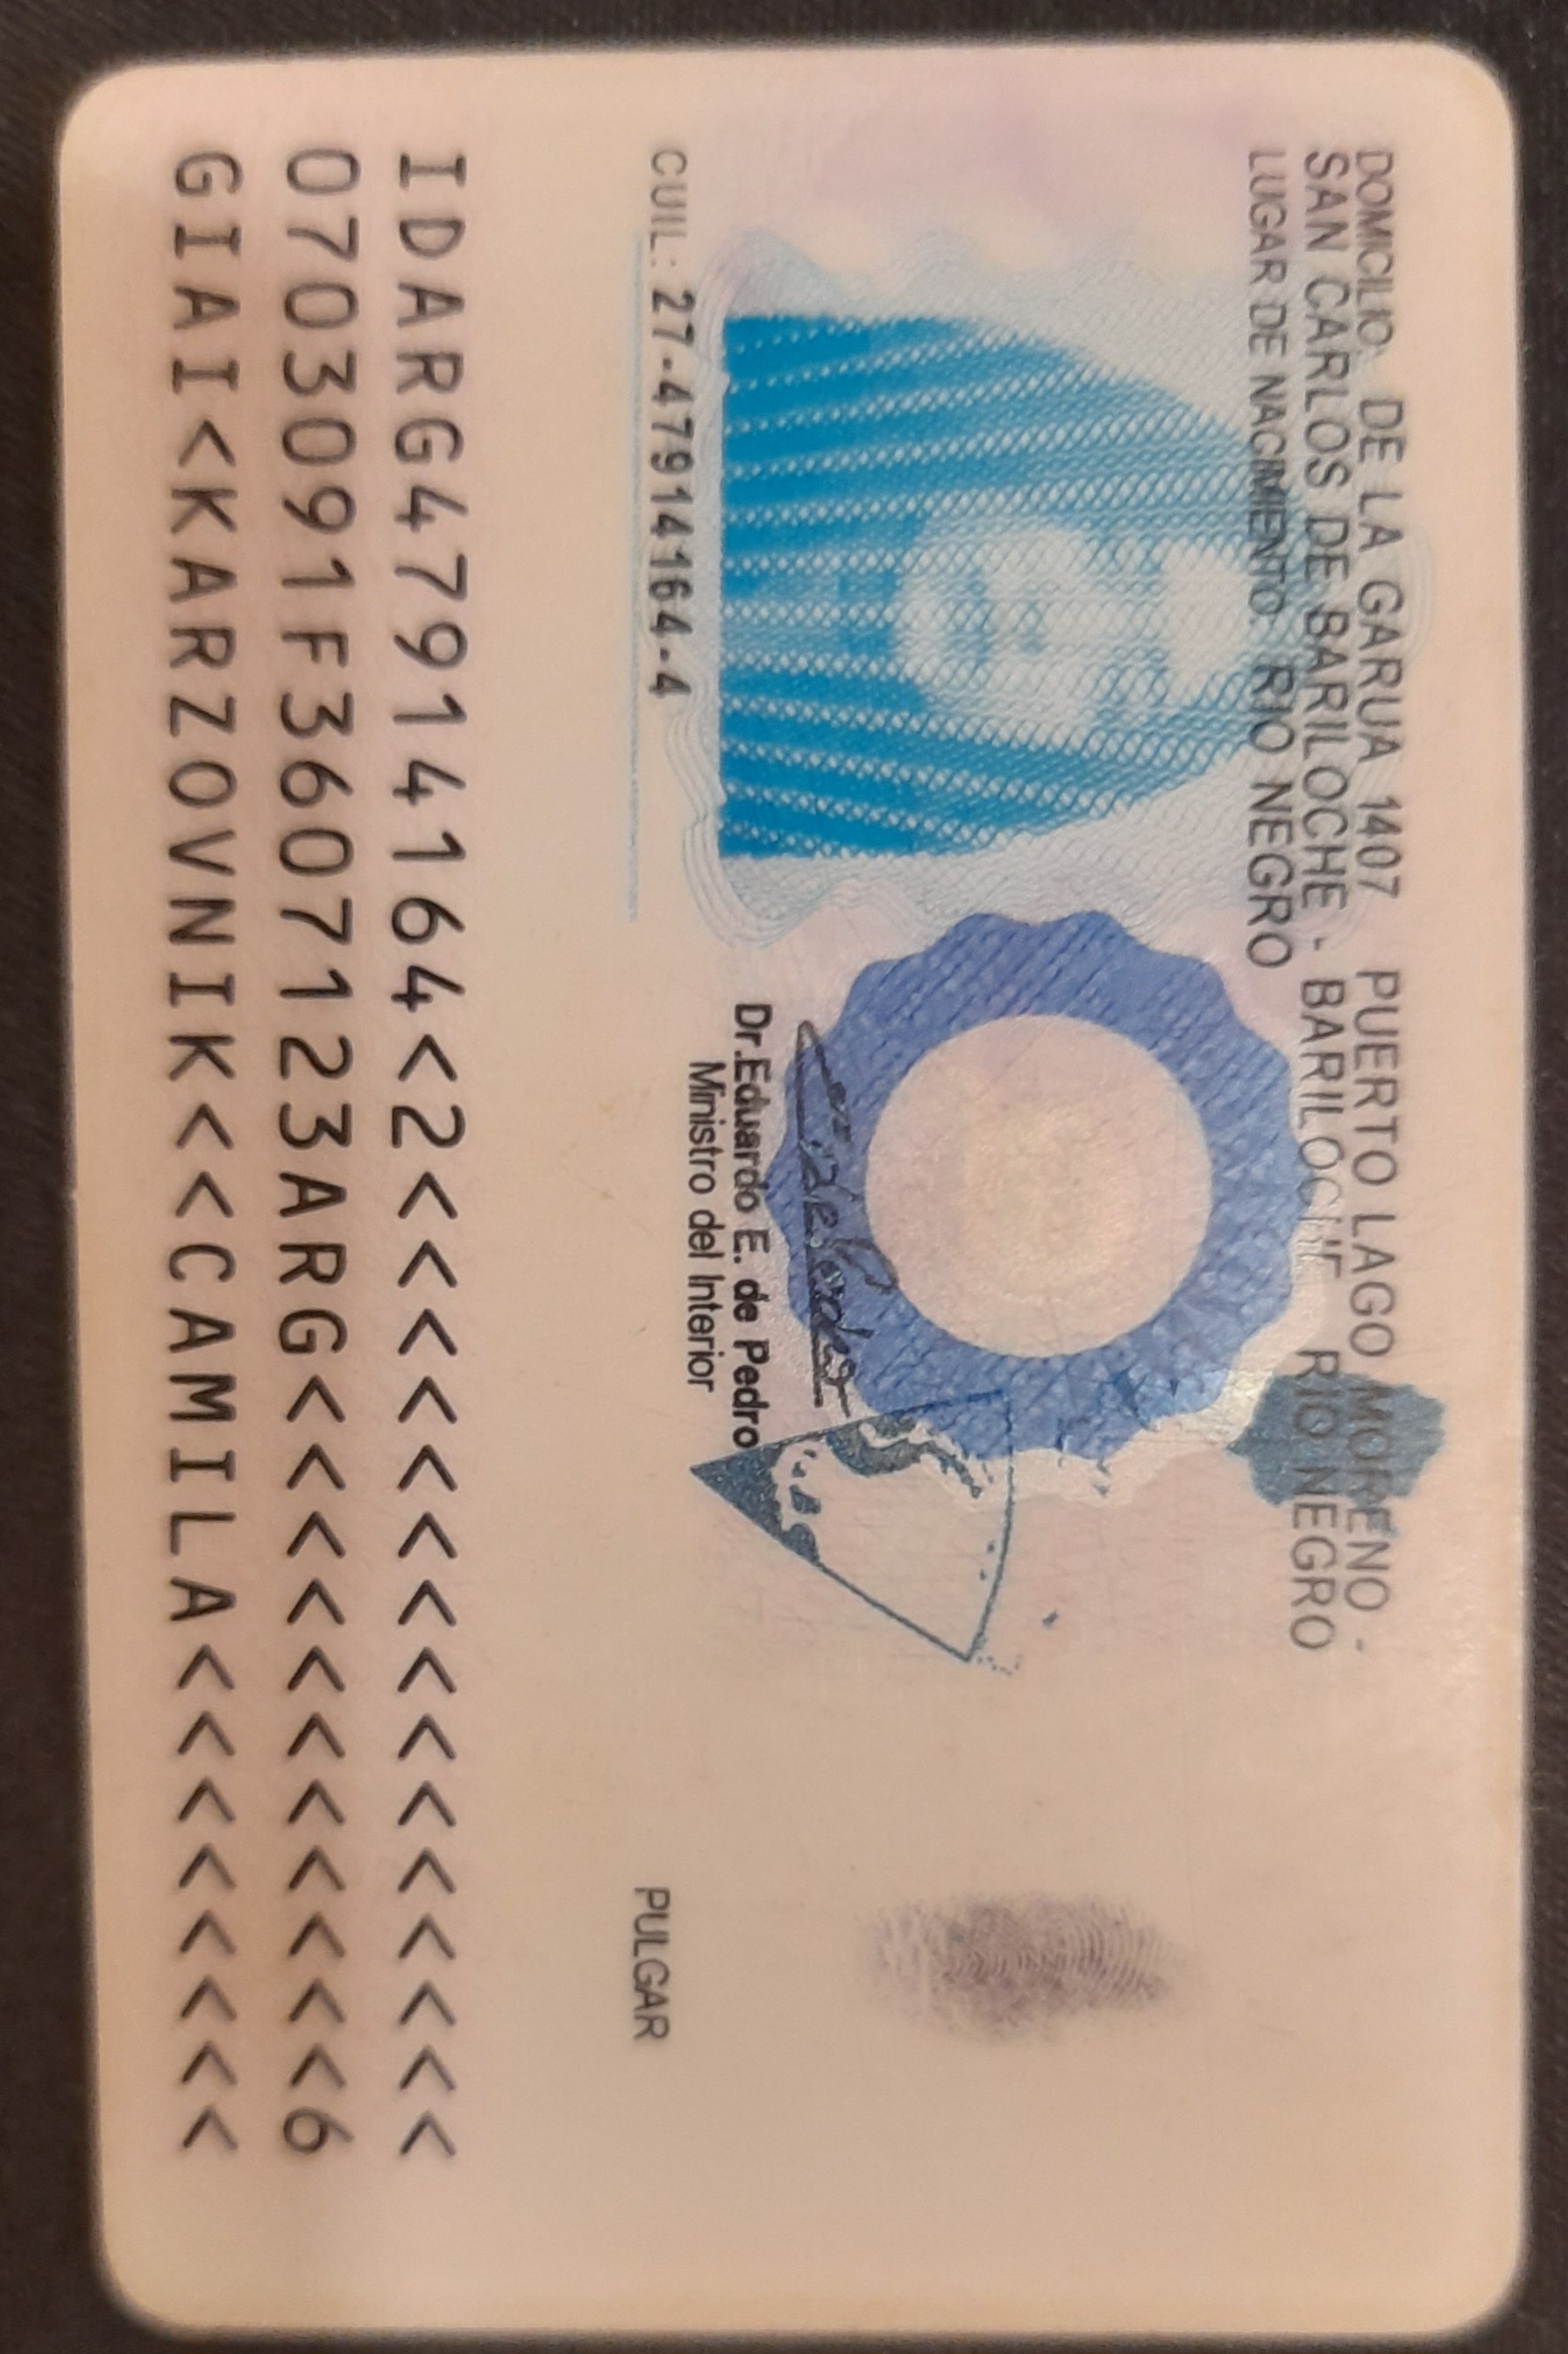 DOMICILIO: DE LA GARUA 1407 PUERTO LAGO MORENO -
SAN CARLOS DE BARILOCHE - BARILOCHE RIO NEGRO
LUGAR DE NACIMIENTO: RIO NEGRO
Dr.Eduardo E. de Pedro
Ministro del Interior
CUIL: 27-47914164-4
PULGAR
IDARG47914164<2<<<<<<<<<<<<<<<
0703091F3607123ARG<<<<<<<<<<<6
GIAI<KARZOVNIK<<CAMILA<<<<<<<<